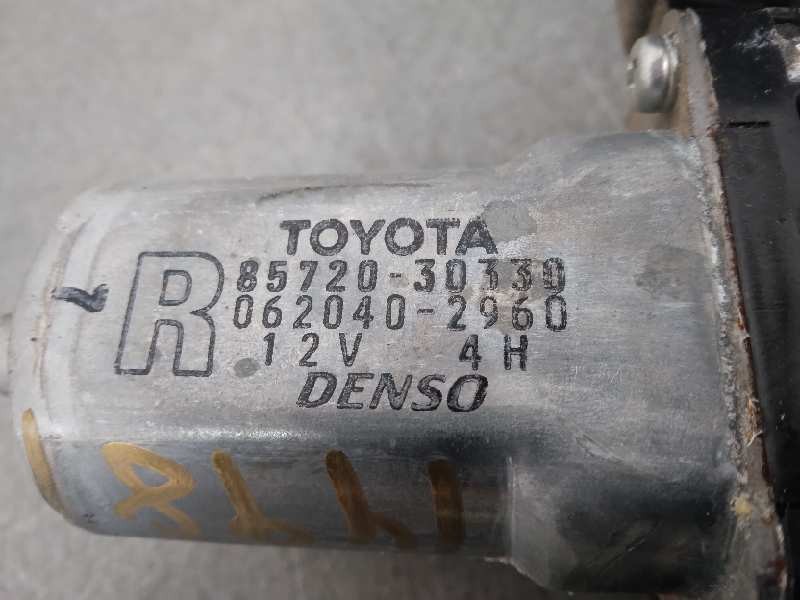 TOYOTA
R
85720-30330
062040-2960
12V 4H
DENSO